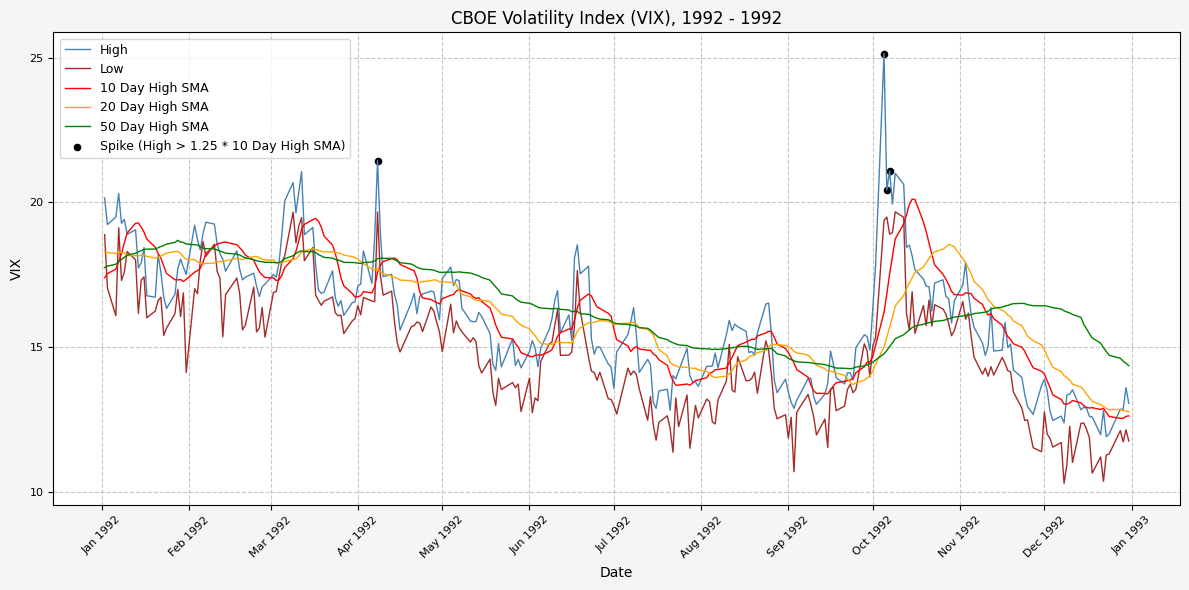 CBOE Volatility Index (VIX), 1992 - 1992
High
Low
10 Day High SMA
20 Day High SMA
50 Day High SMA
Spike (High > 1.25 * 10 Day High SMA)
VIX
25
20
15
10
Jan 1992
Feb 1992
Mar 1992
Apr 1992
May 1992
Jun 1992
Jul 1992
Aug 1992
Sep 1992
Oct 1992
Nov 1992
Dec 1992
Jan 1993
Date